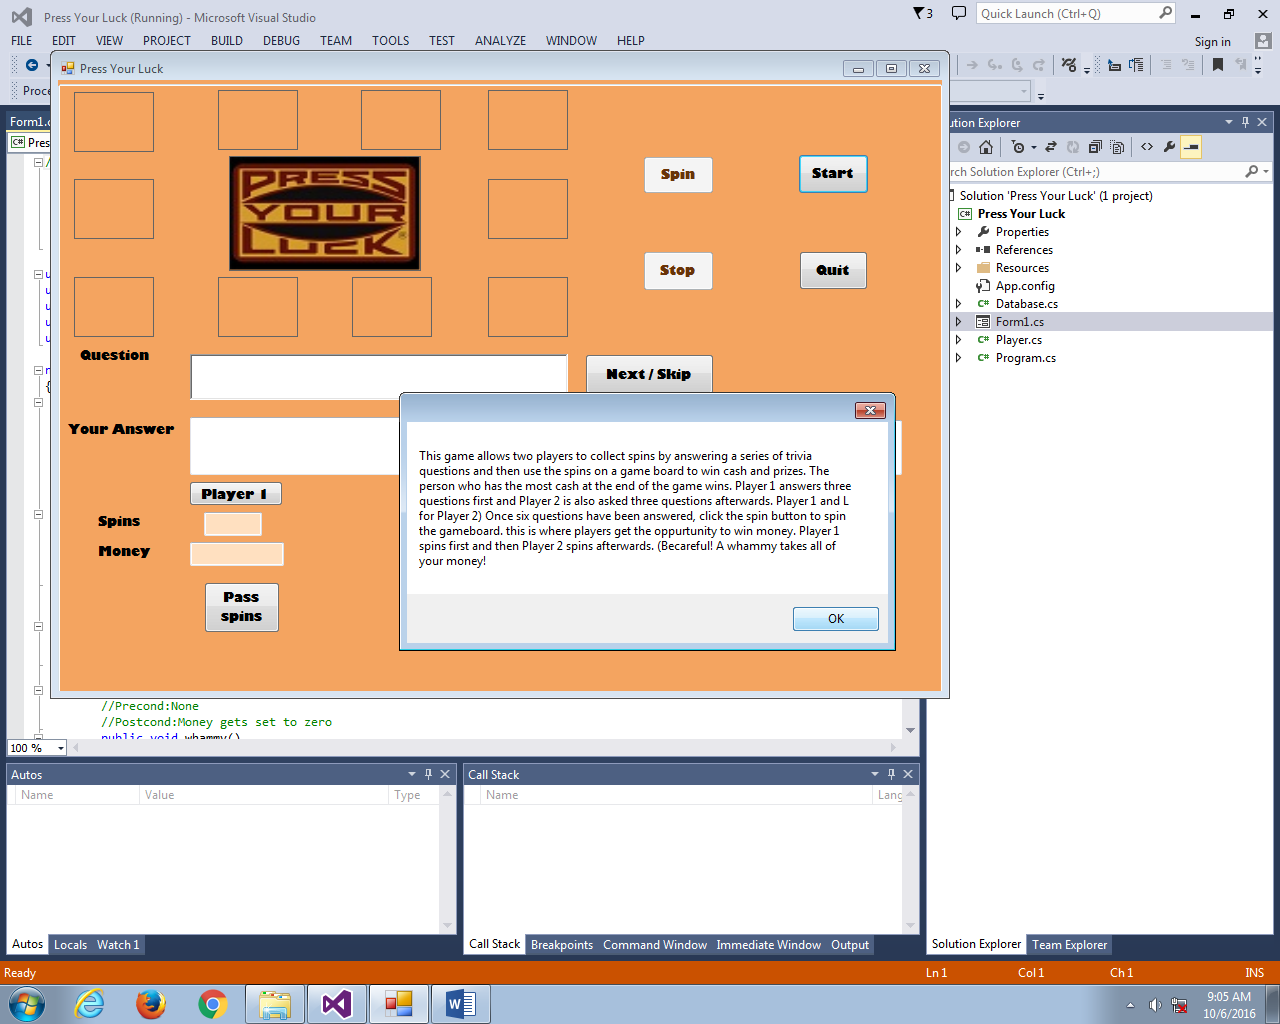 Press Your Luck (Running) - Microsoft Visual Studio
3
Quick Launch (Ctrl+Q)
FILE EDIT VIEW PROJECT BUILD DEBUG TEAM TOOLS TEST ANALYZE WINDOW HELP
Sign in
Press Your Luck
Proce
Form1.c
Press
PRESS
YOUR
LUCK
®
Spin
Start
Stop
Quit
Question
Next / Skip
Your Answer
Player 1
Spins
Money
Pass
spins
This game allows two players to collect spins by answering a series of trivia
questions and then use the spins on a game board to win cash and prizes. The
person who has the most cash at the end of the game wins. Player 1 answers three
questions first and Player 2 is also asked three questions afterwards. Player 1 and L
for Player 2) Once six questions have been answered, click the spin button to spin
the gameboard. this is where players get the oppurtunity to win money. Player 1
spins first and then Player 2 spins afterwards. (Becareful! A whammy takes all of
your money!
OK
//Precond:None
//Postcond:Money gets set to zero
public void whammy()
100 %
ution Explorer
rch Solution Explorer (Ctrl+;)
Solution 'Press Your Luck' (1 project)
C# Press Your Luck
Properties
References
Resources
App.config
C# Database.cs
Form1.cs
C# Player.cs
C# Program.cs
Autos
Name Value Type
Call Stack
Name Lang
Autos Locals Watch 1
Call Stack Breakpoints Command Window Immediate Window Output
Solution Explorer Team Explorer
Ready
Ln 1 Col 1 Ch 1 INS
9:05 AM
10/6/2016